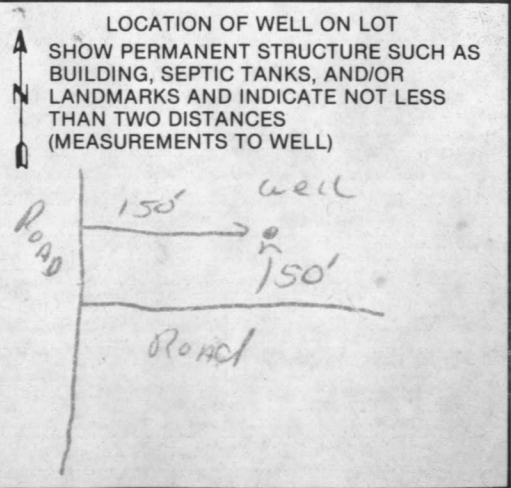 LOCATION OF WELL ON LOT
SHOW PERMANENT STRUCTURE SUCH AS
BUILDING, SEPTIC TANKS, AND/OR
N
LANDMARKS AND INDICATE NOT LESS
THAN TWO DISTANCES
(MEASUREMENTS TO WELL)
well
150'
ROAD
150'
Road